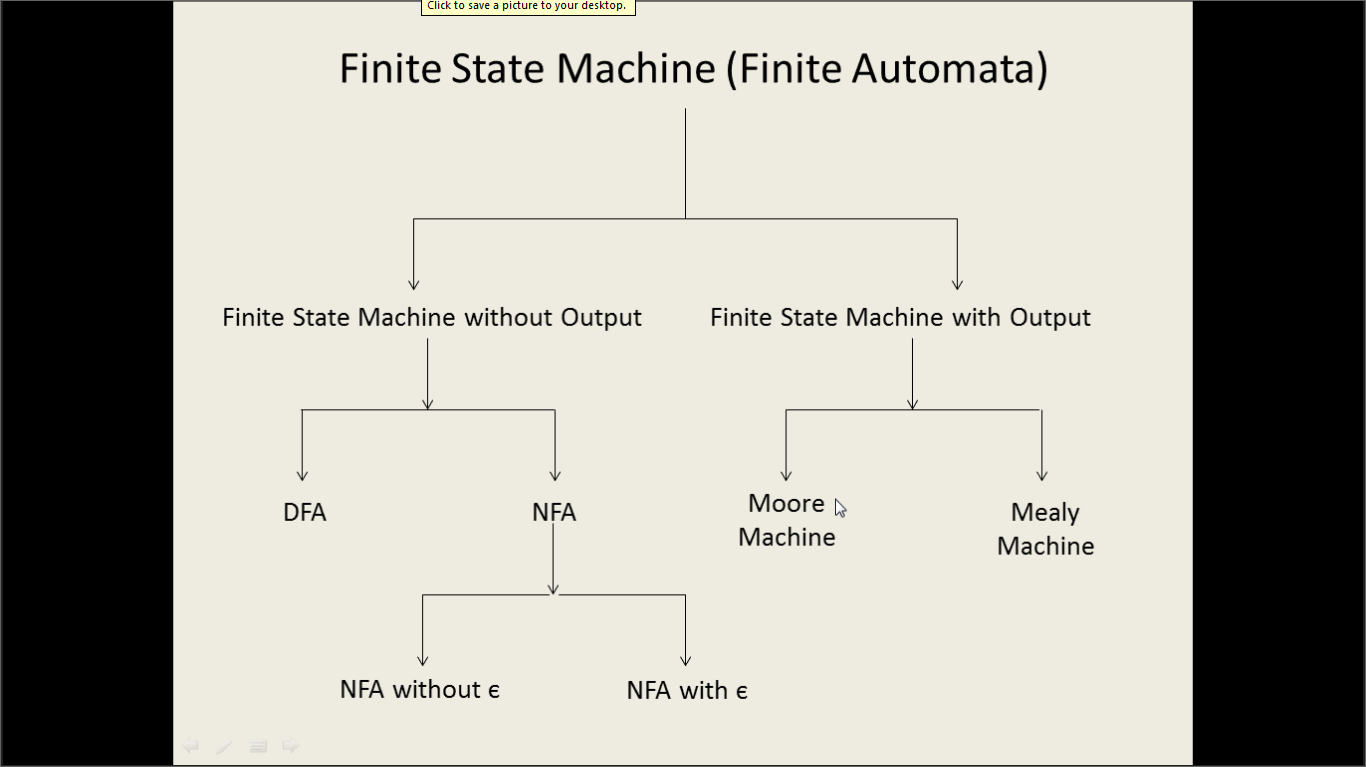 Click to save a picture to your desktop.
Finite State Machine (Finite Automata)
Finite State Machine without Output
Finite State Machine with Output
DFA
NFA
Moore
Machine
Mealy
Machine
NFA without ϵ
NFA with ϵ